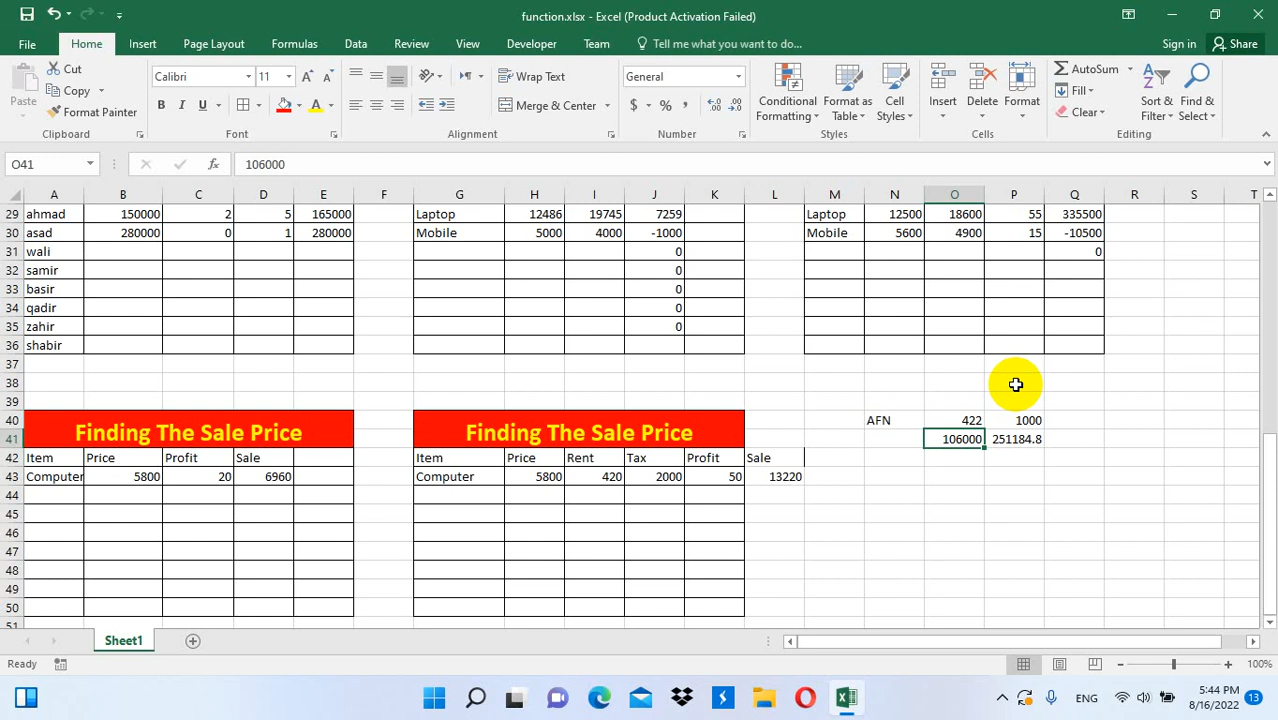 function.xlsx - Excel (Product Activation Failed)
File Home Insert Page Layout Formulas Data Review View Developer Team Tell me what you want to do... Sign in Share
Paste Cut Calibri 11 Wrap Text General Conditional Formatting Format as Table Cell Styles Insert Delete Format AutoSum Sort & Filter Find & Select
Copy Fill
Format Painter Merge & Center Clear
Clipboard Font Alignment Number Styles Cells Editing
O41 fx 106000
A B C D E F G H I J K L M N O P Q R S T
29 ahmad 150000 2 5 165000 Laptop 12486 19745 7259 Laptop 12500 18600 55 335500
30 asad 280000 0 1 280000 Mobile 5000 4000 -1000 Mobile 5600 4900 15 -10500
31 wali 0 0
32 samir 0
33 basir 0
34 qadir 0
35 zahir 0
36 shabir
37
38
39
40 Finding The Sale Price Finding The Sale Price AFN 422 1000
41 106000 251184.8
42 Item Price Profit Sale Item Price Rent Tax Profit Sale
43 Computer 5800 20 6960 Computer 5800 420 2000 50 13220
44
45
46
47
48
49
50
51
Sheet1
Ready 100%
ENG 5:44 PM
8/16/2022 13